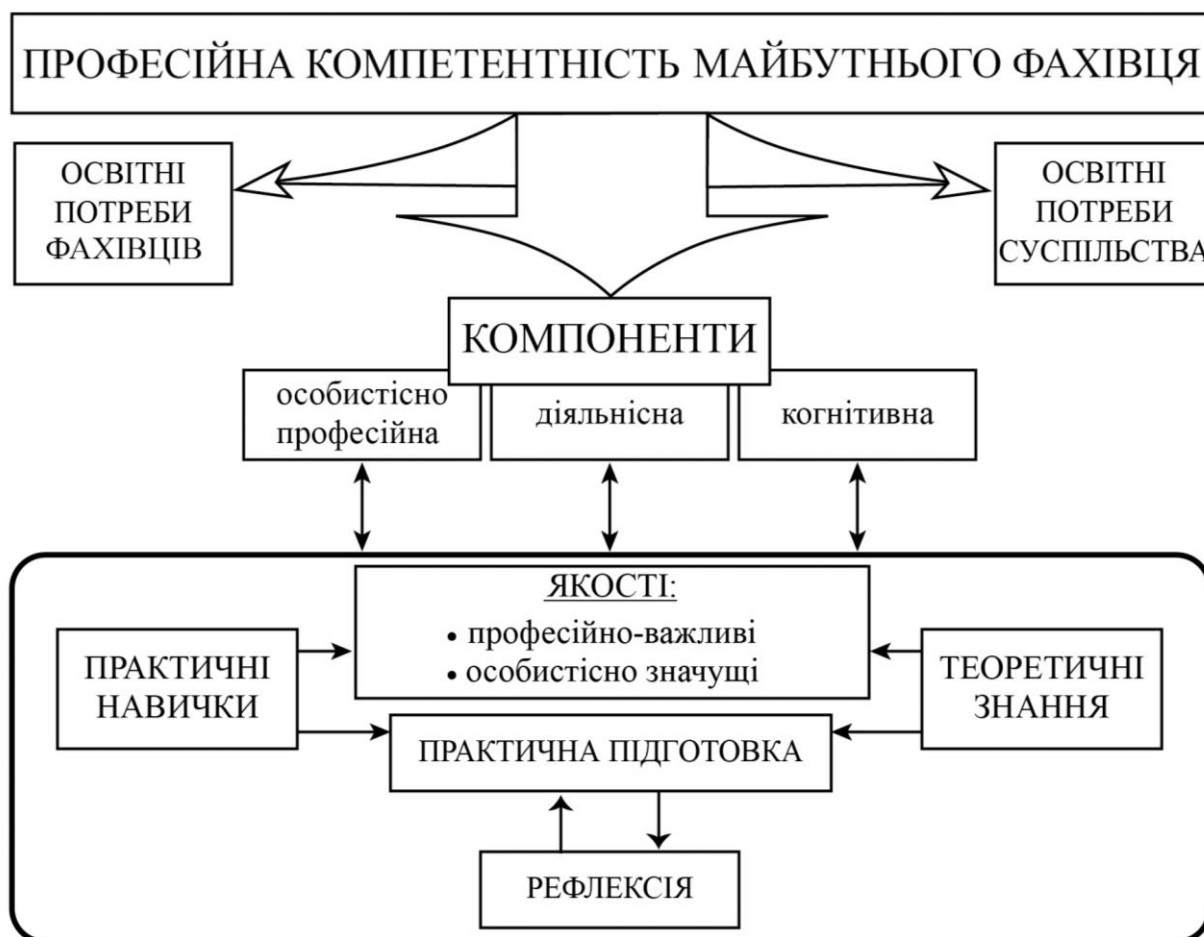 ПРОФЕСІЙНА КОМПЕТЕНТНІСТЬ МАЙБУТНЬОГО ФАХІВЦЯ
ОСВІТНІ
ПОТРЕБИ
ФАХІВЦІВ
ОСВІТНІ
ПОТРЕБИ
СУСПІЛЬСТВА
КОМПОНЕНТИ
особистісно
професійна
діяльнісна
когнітивна
ЯКОСТІ:
• професійно-важливі
• особистісно значущі
ПРАКТИЧНІ
НАВИЧКИ
ТЕОРЕТИЧНІ
ЗНАННЯ
ПРАКТИЧНА ПІДГОТОВКА
РЕФЛЕКСІЯ